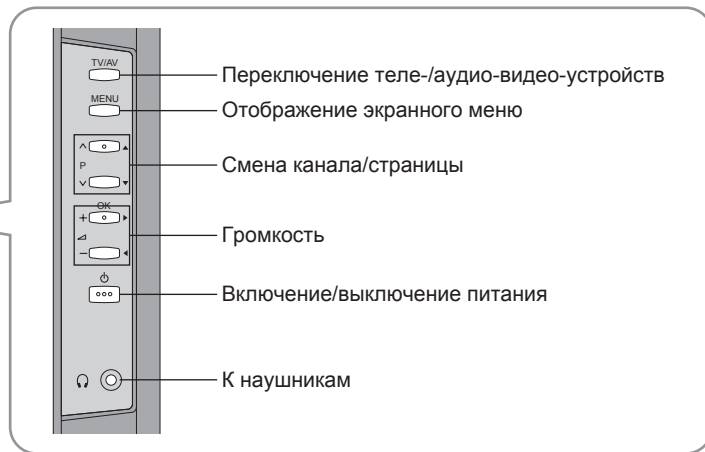 TV/AV
Переключение теле-/аудио-видео-устройств
MENU
Отображение экранного меню
P
Смена канала/страницы
OK
+
Громкость
−
Включение/выключение питания
К наушникам